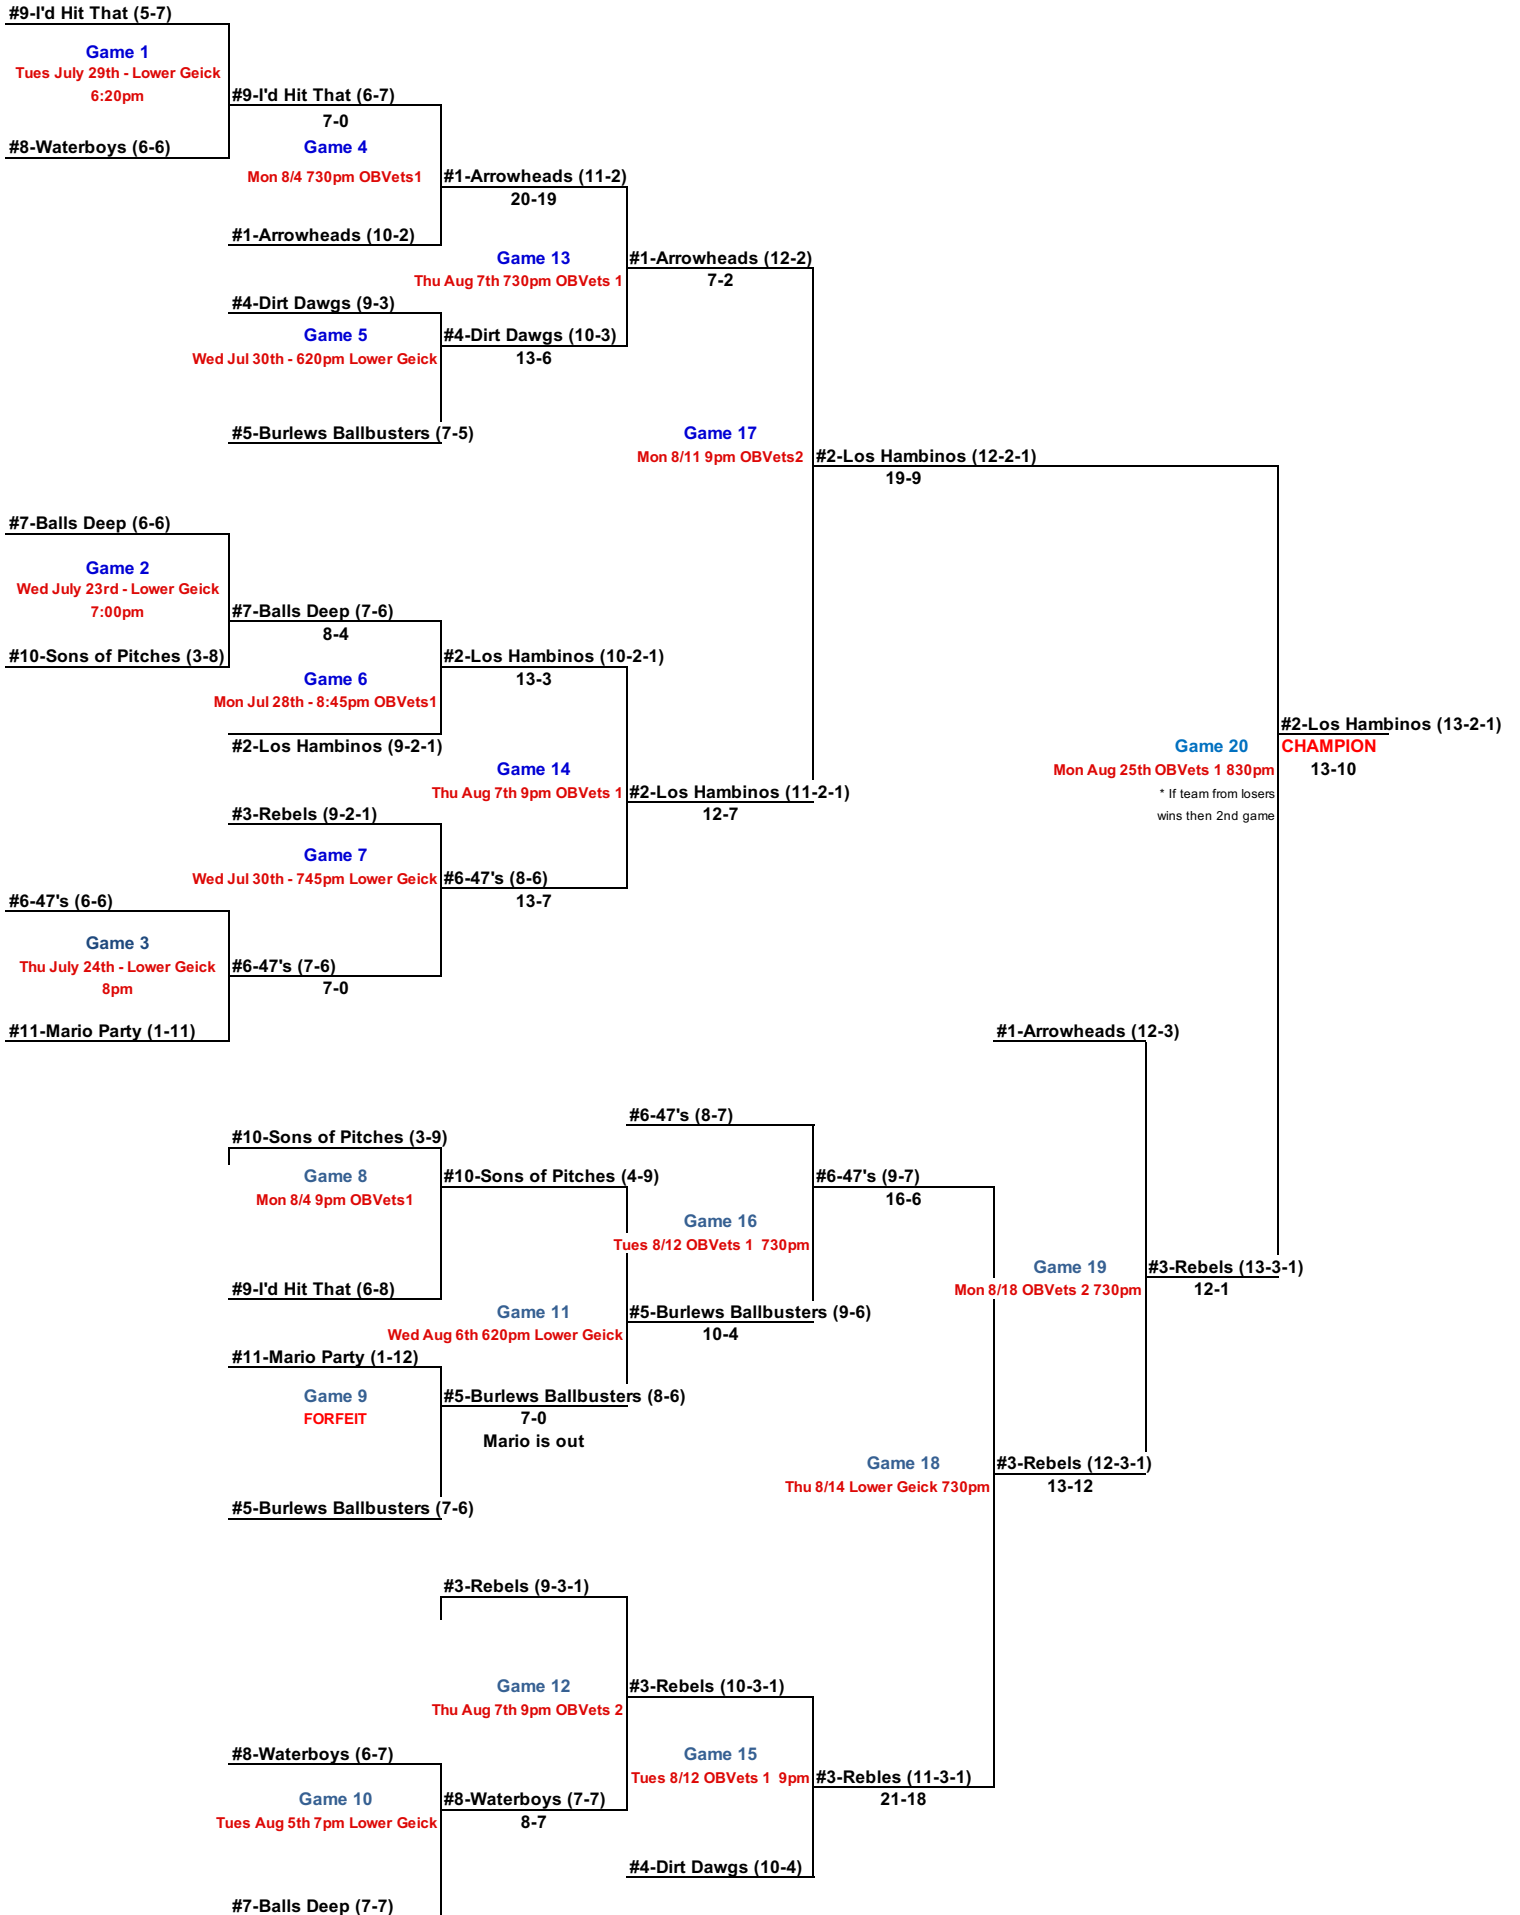 #9-I'd Hit That (5-7)
Game 1
Tues July 29th - Lower Geick
6:20pm
#9-I'd Hit That (6-7)
7-0
#8-Waterboys (6-6)
Game 4
Mon 8/4 730pm OBVets1
#1-Arrowheads (11-2)
20-19
#1-Arrowheads (10-2)
Game 13
#1-Arrowheads (12-2)
Thu Aug 7th 730pm OBVets 1
7-2
#4-Dirt Dawgs (9-3)
Game 5
#4-Dirt Dawgs (10-3)
Wed Jul 30th - 620pm Lower Geick
13-6
#5-Burlews Ballbusters (7-5)
Game 17
Mon 8/11 9pm OBVets2
#2-Los Hambinos (12-2-1)
19-9
#7-Balls Deep (6-6)
Game 2
Wed July 23rd - Lower Geick
7:00pm
#7-Balls Deep (7-6)
8-4
#10-Sons of Pitches (3-8)
#2-Los Hambinos (10-2-1)
Game 6
13-3
Mon Jul 28th - 8:45pm OBVets1
#2-Los Hambinos (13-2-1)
#2-Los Hambinos (9-2-1)
Game 20
CHAMPION
Game 14
Mon Aug 25th OBVets 1 830pm
13-10
Thu Aug 7th 9pm OBVets 1
#2-Los Hambinos (11-2-1)
* If team from losers
#3-Rebels (9-2-1)
12-7
wins then 2nd game
Game 7
Wed Jul 30th - 745pm Lower Geick
#6-47's (8-6)
#6-47's (6-6)
13-7
Game 3
Thu July 24th - Lower Geick
#6-47's (7-6)
8pm
7-0
#11-Mario Party (1-11)
#1-Arrowheads (12-3)
#6-47's (8-7)
#10-Sons of Pitches (3-9)
Game 8
#10-Sons of Pitches (4-9)
#6-47's (9-7)
Mon 8/4 9pm OBVets1
16-6
Game 16
Tues 8/12 OBVets 1  730pm
Game 19
#3-Rebels (13-3-1)
#9-I'd Hit That (6-8)
Mon 8/18 OBVets 2 730pm
12-1
Game 11
#5-Burlews Ballbusters (9-6)
Wed Aug 6th 620pm Lower Geick
10-4
#11-Mario Party (1-12)
Game 9
#5-Burlews Ballbusters (8-6)
FORFEIT
7-0
Mario is out
Game 18
#3-Rebels (12-3-1)
Thu 8/14 Lower Geick 730pm
13-12
#5-Burlews Ballbusters (7-6)
#3-Rebels (9-3-1)
Game 12
#3-Rebels (10-3-1)
Thu Aug 7th 9pm OBVets 2
#8-Waterboys (6-7)
Game 15
Tues 8/12 OBVets 1  9pm
#3-Rebles (11-3-1)
Game 10
#8-Waterboys (7-7)
21-18
Tues Aug 5th 7pm Lower Geick
8-7
#4-Dirt Dawgs (10-4)
#7-Balls Deep (7-7)